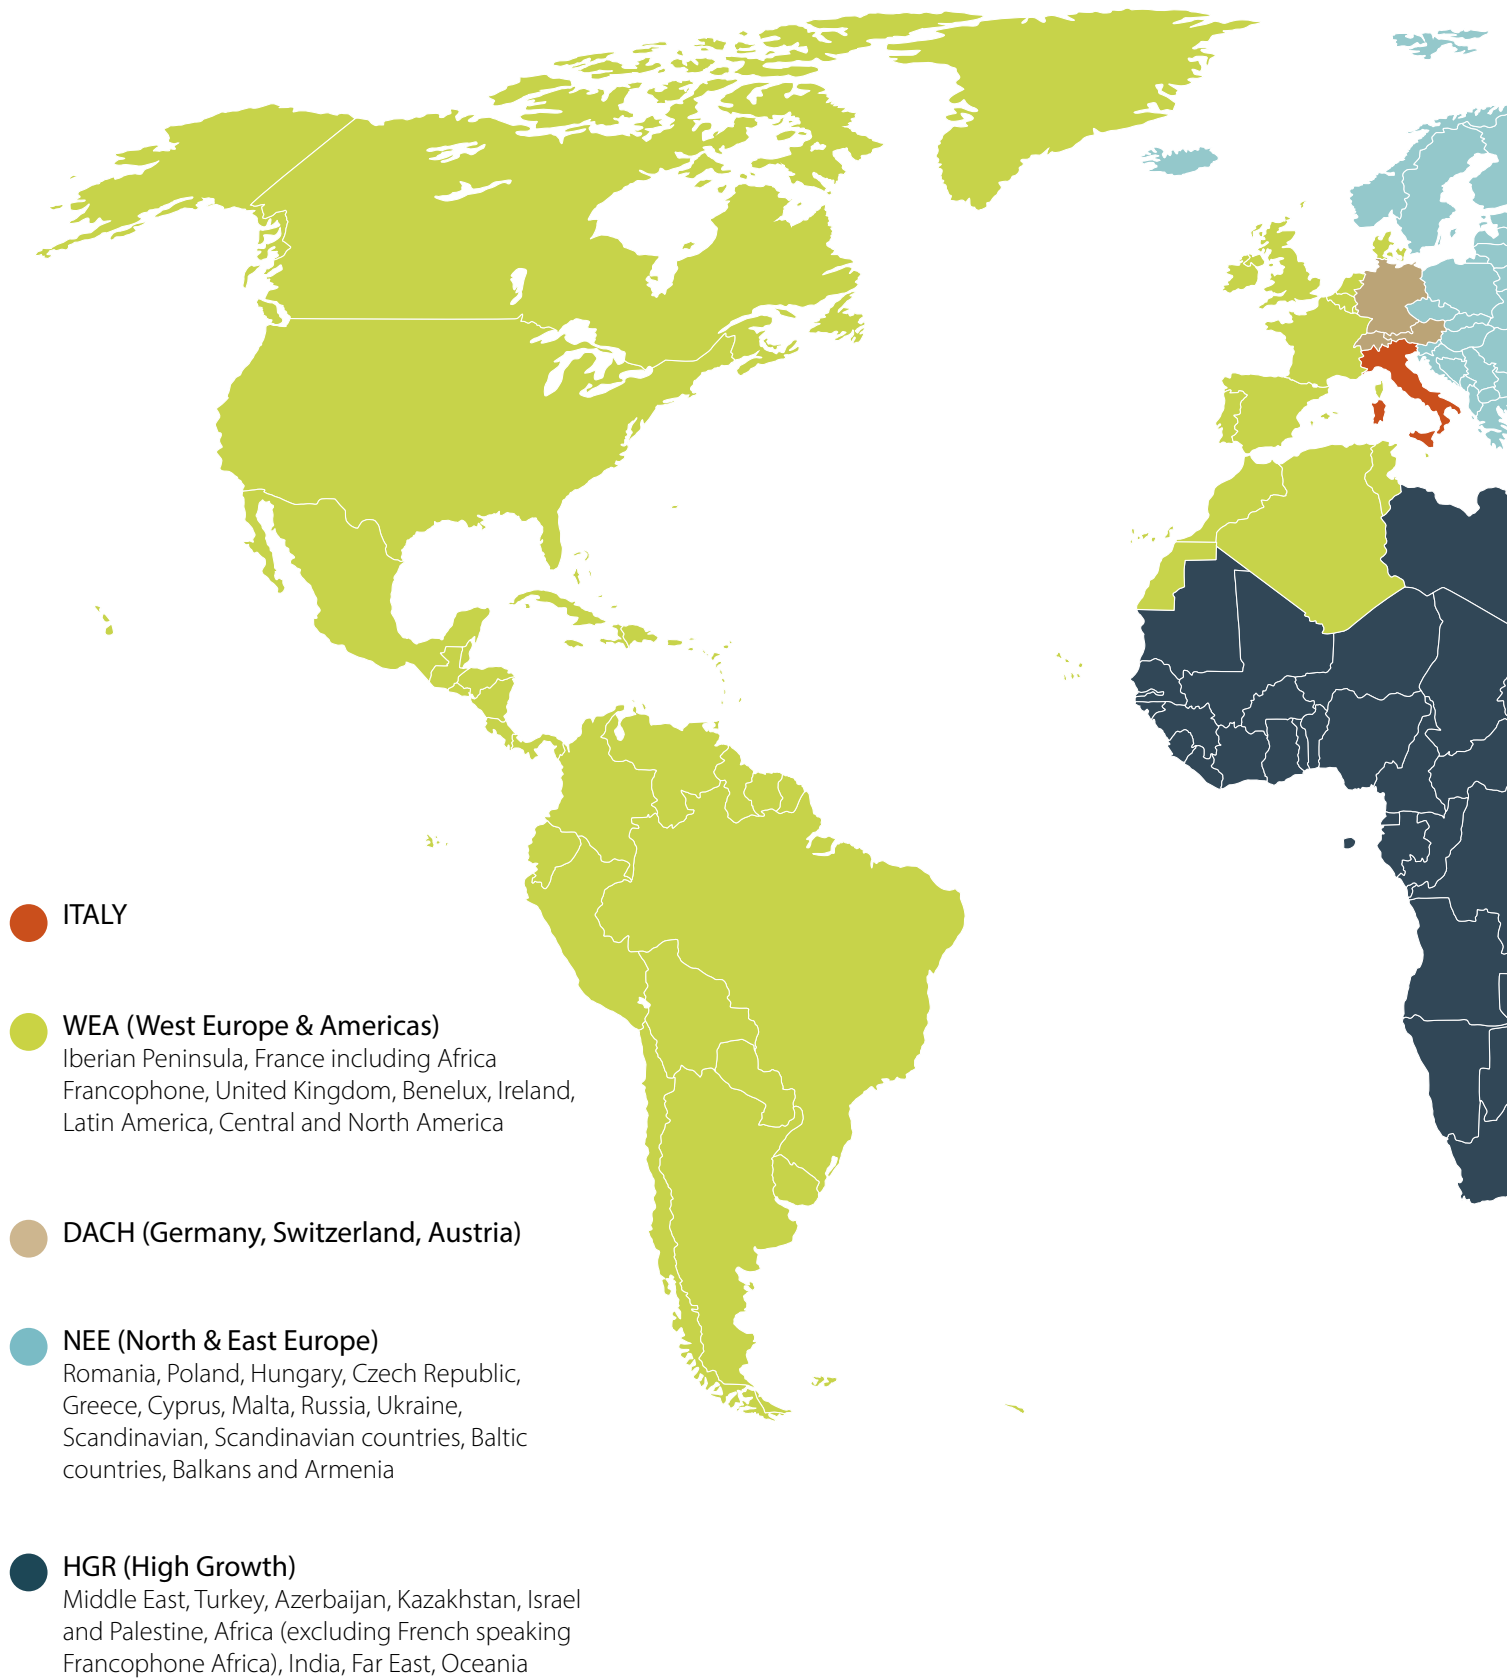 ITALY
WEA (West Europe & Americas)
Iberian Peninsula, France including Africa
Francophone, United Kingdom, Benelux, Ireland,
Latin America, Central and North America
DACH (Germany, Switzerland, Austria)
NEE (North & East Europe)
Romania, Poland, Hungary, Czech Republic,
Greece, Cyprus, Malta, Russia, Ukraine,
Scandinavian, Scandinavian countries, Baltic
countries, Balkans and Armenia
HGR (High Growth)
Middle East, Turkey, Azerbaijan, Kazakhstan, Israel
and Palestine, Africa (excluding French speaking
Francophone Africa), India, Far East, Oceania